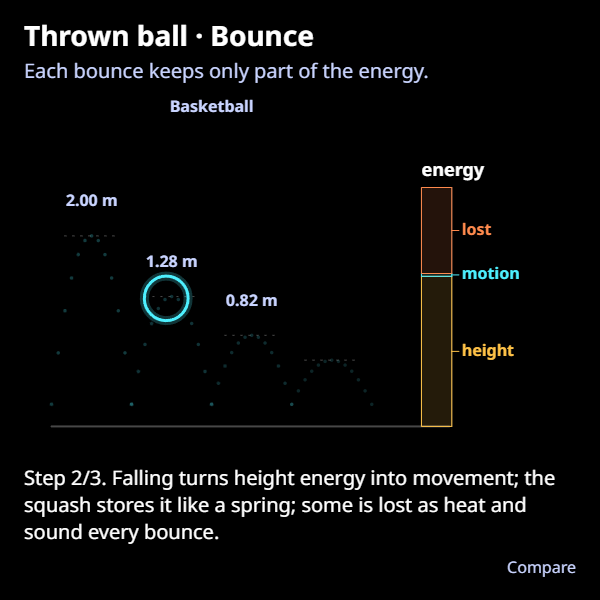 Thrown ball · Bounce
Each bounce keeps only part of the energy.
Basketball
energy
2.00 m
lost
1.28 m
motion
0.82 m
height
Step 2/3. Falling turns height energy into movement; the
squash stores it like a spring; some is lost as heat and
sound every bounce.
Compare